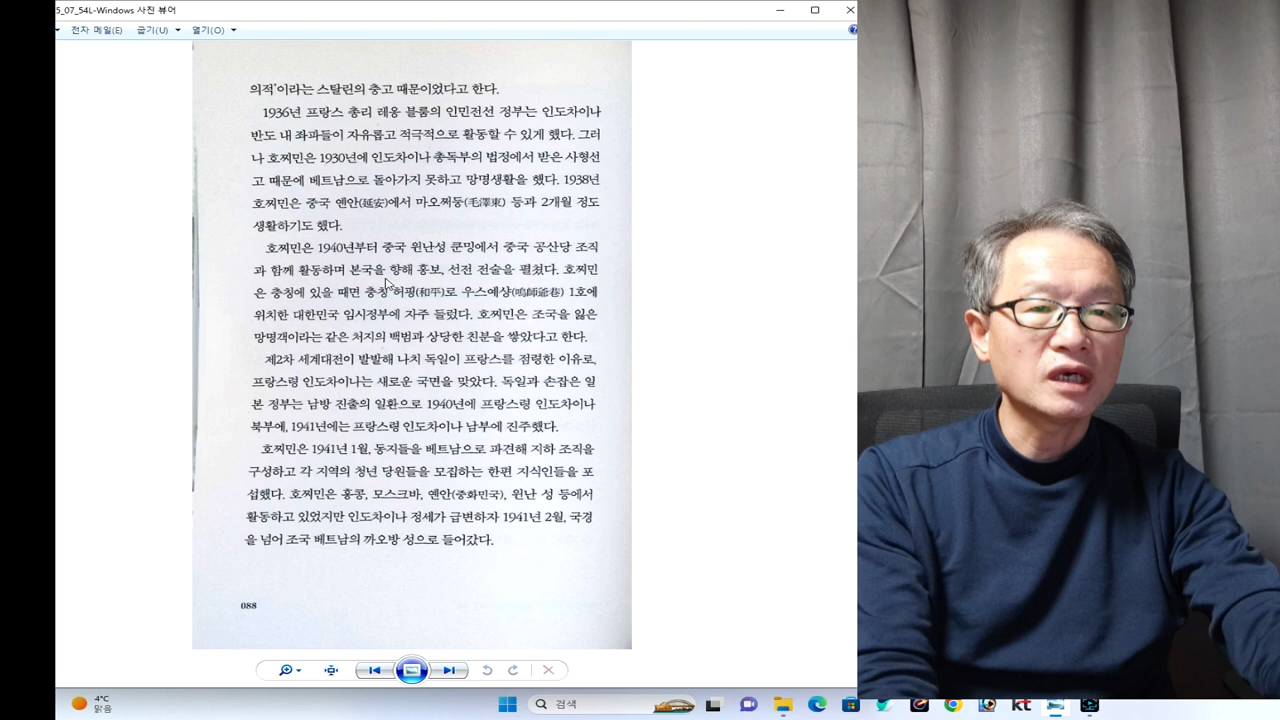 5_07_54L-Windows 사진 뷰어
전자 메일(E) 굽기(U) 열기(O)
의적'이라는 스탈린의 충고 때문이었다고 한다.
1936년 프랑스 총리 레옹 블룸의 인민전선 정부는 인도차이나
반도 내 좌파들이 자유롭고 적극적으로 활동할 수 있게 했다. 그러
나 호찌민은 1930년에 인도차이나 총독부의 법정에서 받은 사형선
고 때문에 베트남으로 돌아가지 못하고 망명생활을 했다. 1938년
호찌민은 중국 옌안(延安)에서 마오쩌둥(毛澤東) 등과 2개월 정도
생활하기도 했다.
호찌민은 1940년부터 중국 윈난성 쿤밍에서 중국 공산당 조직
과 함께 활동하며 본국을 향해 홍보, 선전 전술을 펼쳤다. 호찌민
은 충칭에 있을 때면 충칭 허핑(和平)로 우스예샹(鳴師爺巷) 1호에
위치한 대한민국 임시정부에 자주 들렀다. 호찌민은 조국을 잃은
망명객이라는 같은 처지의 백범과 상당한 친분을 쌓았다고 한다.
제2차 세계대전이 발발해 나치 독일이 프랑스를 점령한 이유로,
프랑스령 인도차이나는 새로운 국면을 맞았다. 독일과 손잡은 일
본 정부는 남방 진출의 일환으로 1940년에 프랑스령 인도차이나
북부에, 1941년에는 프랑스령 인도차이나 남부에 진주했다.
호찌민은 1941년 1월, 동지들을 베트남으로 파견해 지하 조직을
구성하고 각 지역의 청년 당원들을 모집하는 한편 지식인들을 포
섭했다. 호찌민은 홍콩, 모스크바, 옌안(중화민국), 윈난 성 등에서
활동하고 있었지만 인도차이나 정세가 급변하자 1941년 2월, 국경
을 넘어 조국 베트남의 까오방 성으로 들어갔다.
088
4°C
맑음
검색
kt